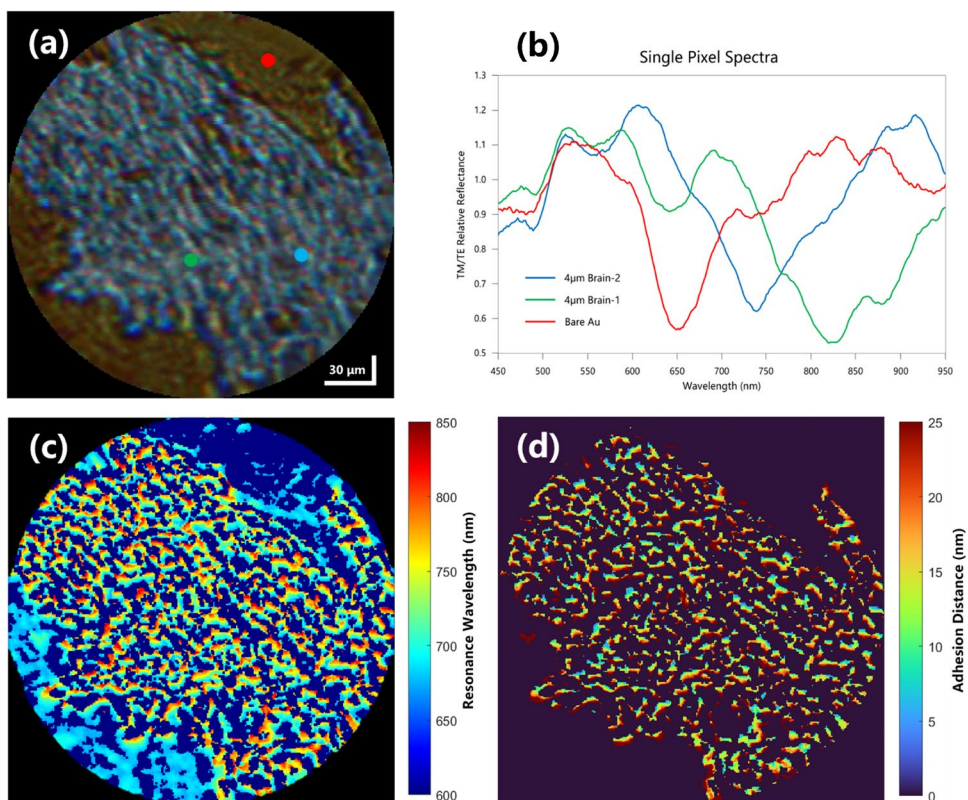 (a)
30 µm
(b)
Single Pixel Spectra
1.3
1.2
1.1
1.0
0.9
0.8
0.7
0.6
0.5
TM/TE Relative Reflectance
4µm Brain-2
4µm Brain-1
Bare Au
450 500 550 600 650 700 750 800 850 900 950
Wavelength (nm)
(c)
850
800
750
700
650
600
Resonance Wavelength (nm)
(d)
25
20
15
10
5
0
Adhesion Distance (nm)